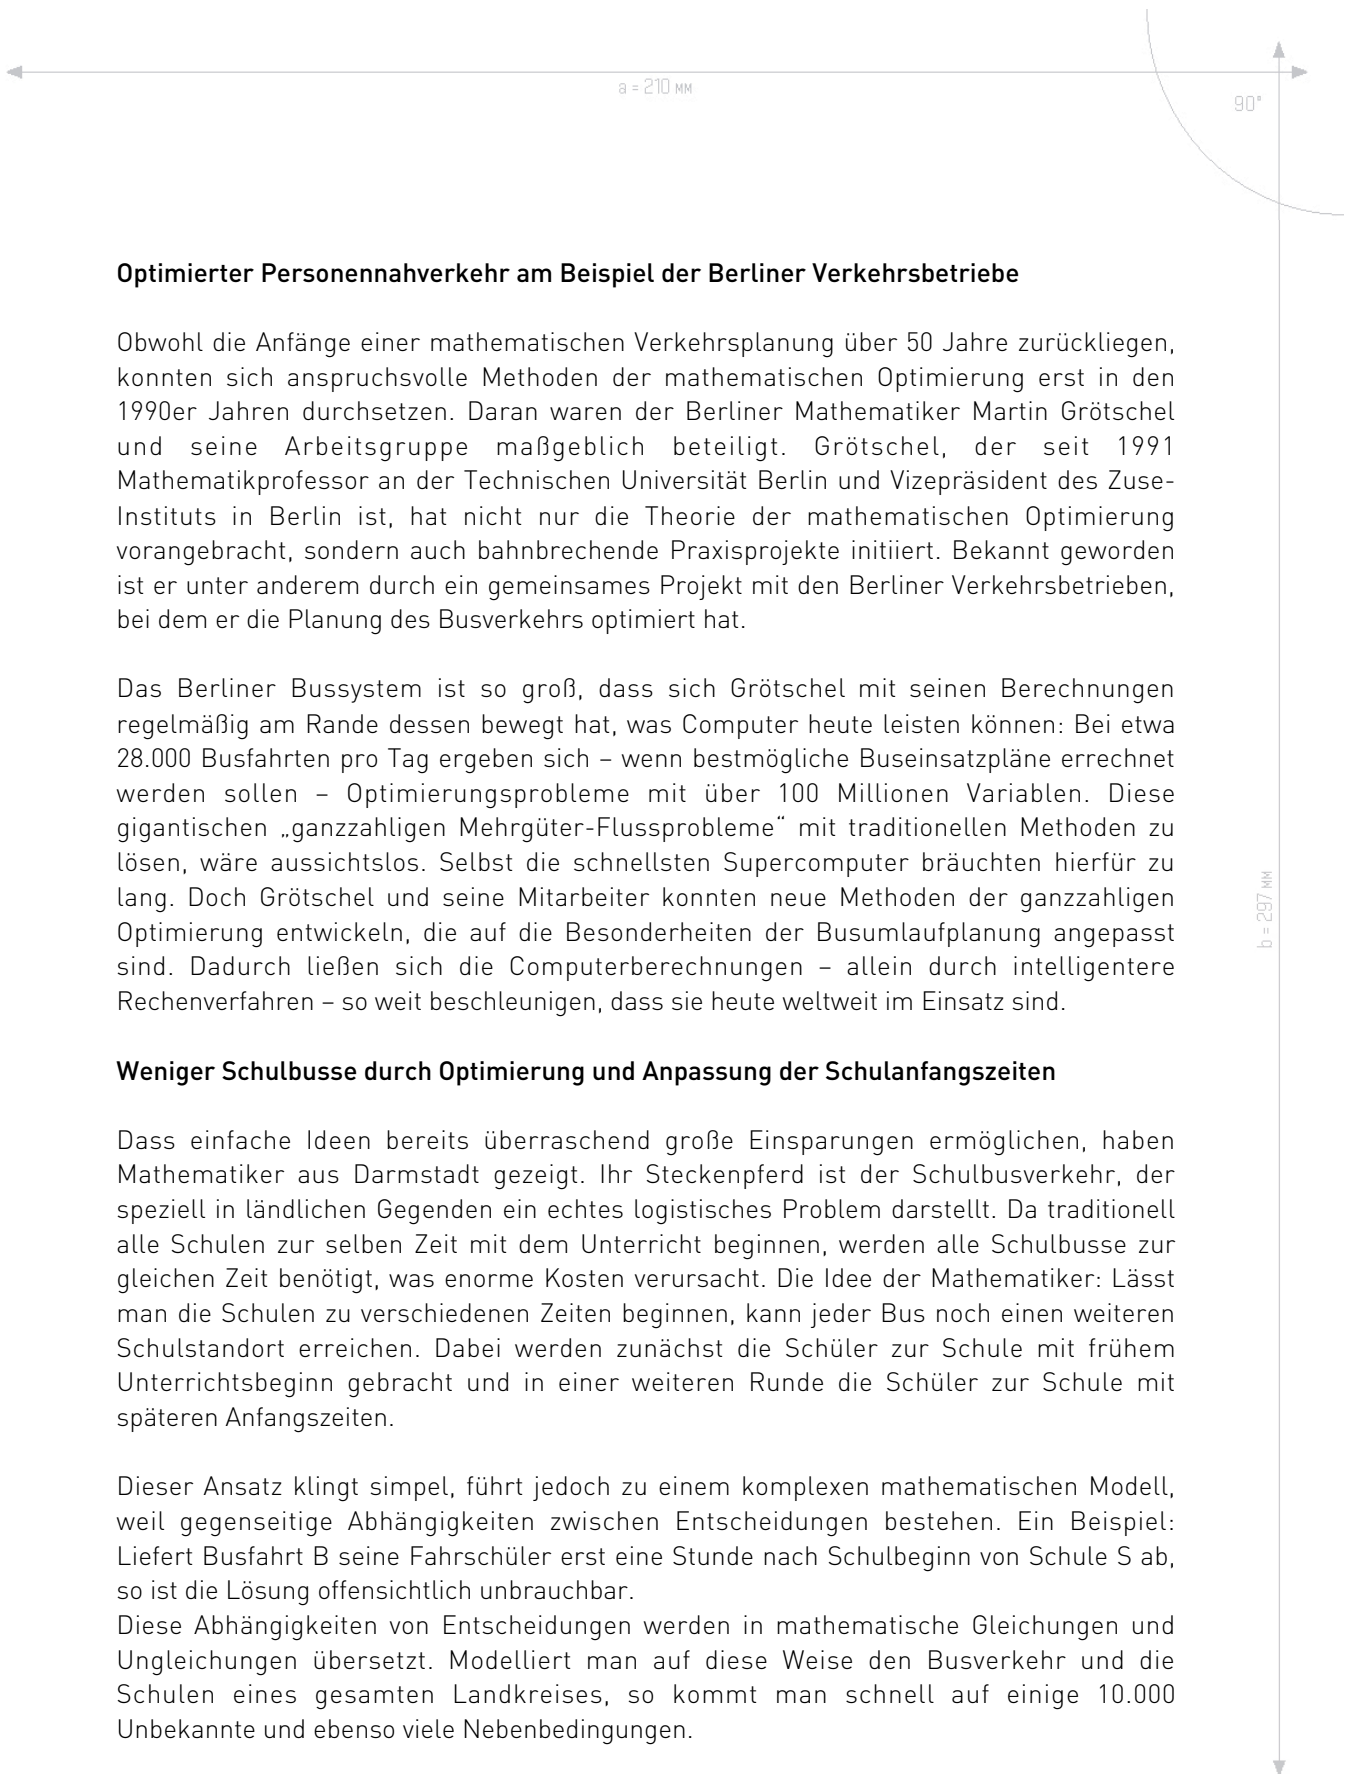 a = 210 MM
90°
Optimierter Personennahverkehr am Beispiel der Berliner Verkehrsbetriebe
Obwohl die Anfänge einer mathematischen Verkehrsplanung über 50 Jahre zurückliegen,
konnten sich anspruchsvolle Methoden der mathematischen Optimierung erst in den
1990er Jahren durchsetzen. Daran waren der Berliner Mathematiker Martin Grötschel
und seine Arbeitsgruppe maßgeblich beteiligt. Grötschel, der seit 1991
Mathematikprofessor an der Technischen Universität Berlin und Vizepräsident des Zuse-
Instituts in Berlin ist, hat nicht nur die Theorie der mathematischen Optimierung
vorangebracht, sondern auch bahnbrechende Praxisprojekte initiiert. Bekannt geworden
ist er unter anderem durch ein gemeinsames Projekt mit den Berliner Verkehrsbetrieben,
bei dem er die Planung des Busverkehrs optimiert hat.
Das Berliner Bussystem ist so groß, dass sich Grötschel mit seinen Berechnungen
regelmäßig am Rande dessen bewegt hat, was Computer heute leisten können: Bei etwa
28.000 Busfahrten pro Tag ergeben sich – wenn bestmögliche Buseinsatzpläne errechnet
werden sollen – Optimierungsprobleme mit über 100 Millionen Variablen. Diese
gigantischen „ganzzahligen Mehrgüter-Flussprobleme“ mit traditionellen Methoden zu
lösen, wäre aussichtslos. Selbst die schnellsten Supercomputer bräuchten hierfür zu
lang. Doch Grötschel und seine Mitarbeiter konnten neue Methoden der ganzzahligen
Optimierung entwickeln, die auf die Besonderheiten der Busumlaufplanung angepasst
sind. Dadurch ließen sich die Computerberechnungen – allein durch intelligentere
Rechenverfahren – so weit beschleunigen, dass sie heute weltweit im Einsatz sind.
b = 297 MM
Weniger Schulbusse durch Optimierung und Anpassung der Schulanfangszeiten
Dass einfache Ideen bereits überraschend große Einsparungen ermöglichen, haben
Mathematiker aus Darmstadt gezeigt. Ihr Steckenpferd ist der Schulbusverkehr, der
speziell in ländlichen Gegenden ein echtes logistisches Problem darstellt. Da traditionell
alle Schulen zur selben Zeit mit dem Unterricht beginnen, werden alle Schulbusse zur
gleichen Zeit benötigt, was enorme Kosten verursacht. Die Idee der Mathematiker: Lässt
man die Schulen zu verschiedenen Zeiten beginnen, kann jeder Bus noch einen weiteren
Schulstandort erreichen. Dabei werden zunächst die Schüler zur Schule mit frühem
Unterrichtsbeginn gebracht und in einer weiteren Runde die Schüler zur Schule mit
späteren Anfangszeiten.
Dieser Ansatz klingt simpel, führt jedoch zu einem komplexen mathematischen Modell,
weil gegenseitige Abhängigkeiten zwischen Entscheidungen bestehen. Ein Beispiel:
Liefert Busfahrt B seine Fahrschüler erst eine Stunde nach Schulbeginn von Schule S ab,
so ist die Lösung offensichtlich unbrauchbar.
Diese Abhängigkeiten von Entscheidungen werden in mathematische Gleichungen und
Ungleichungen übersetzt. Modelliert man auf diese Weise den Busverkehr und die
Schulen eines gesamten Landkreises, so kommt man schnell auf einige 10.000
Unbekannte und ebenso viele Nebenbedingungen.